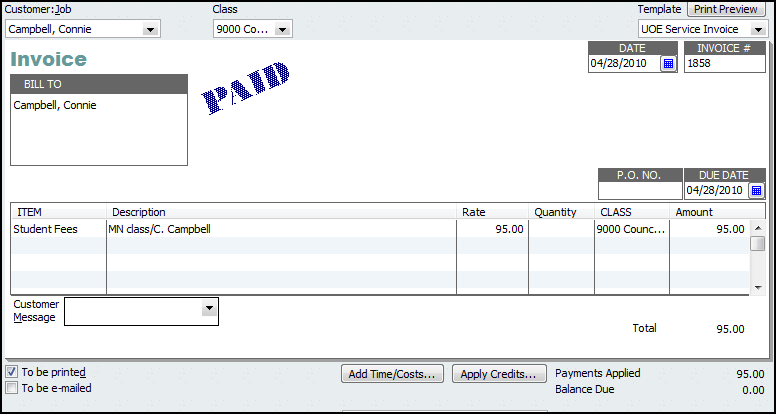 Customer:Job Class Template Print Preview
Campbell, Connie 9000 Co... UOE Service Invoice
Invoice DATE INVOICE #
04/28/2010 1858
BILL TO
PAID
Campbell, Connie
P.O. NO. DUE DATE
04/28/2010
ITEM Description Rate Quantity CLASS Amount
Student Fees MN class/C. Campbell 95.00 9000 Counc... 95.00
Customer
Message
Total 95.00
To be printed Add Time/Costs... Apply Credits... Payments Applied 95.00
To be e-mailed Balance Due 0.00